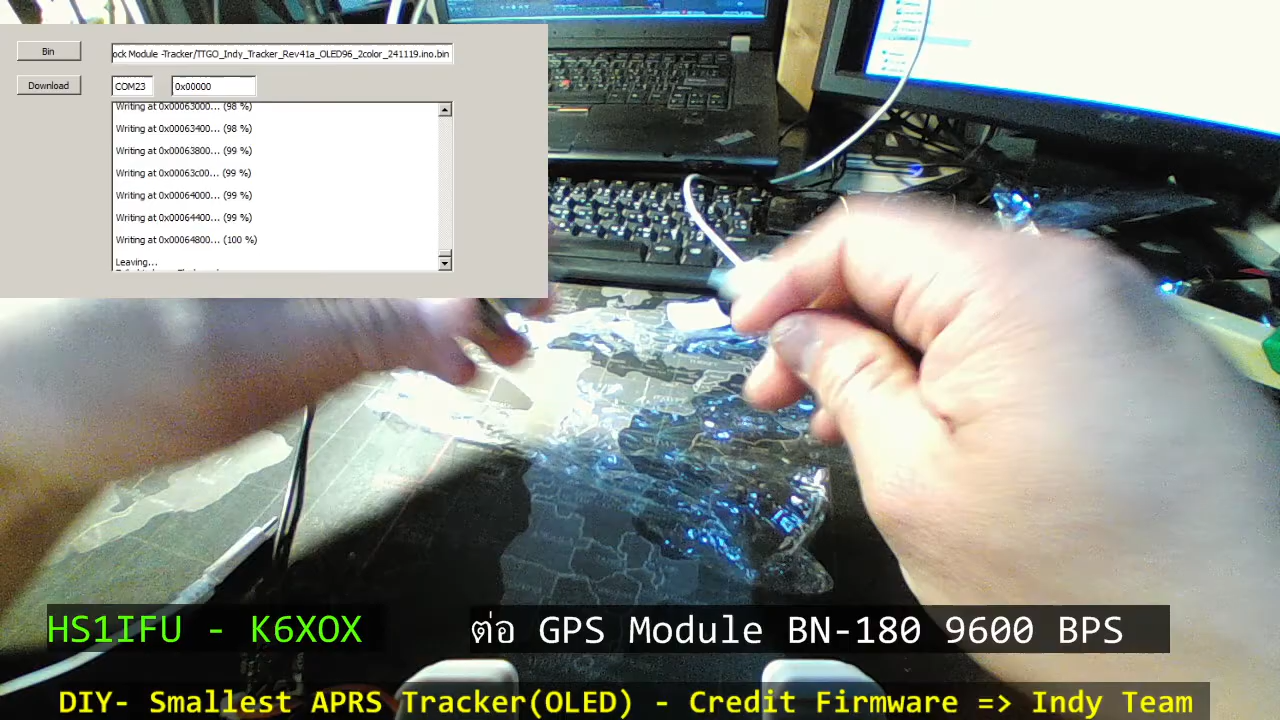 Bin
ock Module -Tracker/TTGO_Indy_Tracker_Rev41a_OLED96_2color_241119.ino.bin
Download
COM23
0x00000
Writing at 0x00063000... (98 %)
Writing at 0x00063400... (98 %)
Writing at 0x00063800... (99 %)
Writing at 0x00063c00... (99 %)
Writing at 0x00064000... (99 %)
Writing at 0x00064400... (99 %)
Writing at 0x00064800... (100 %)
Leaving...
acer
HS1IFU - K6XOX
ต่อ GPS Module BN-180 9600 BPS
DIY- Smallest APRS Tracker(OLED) - Credit Firmware => Indy Team